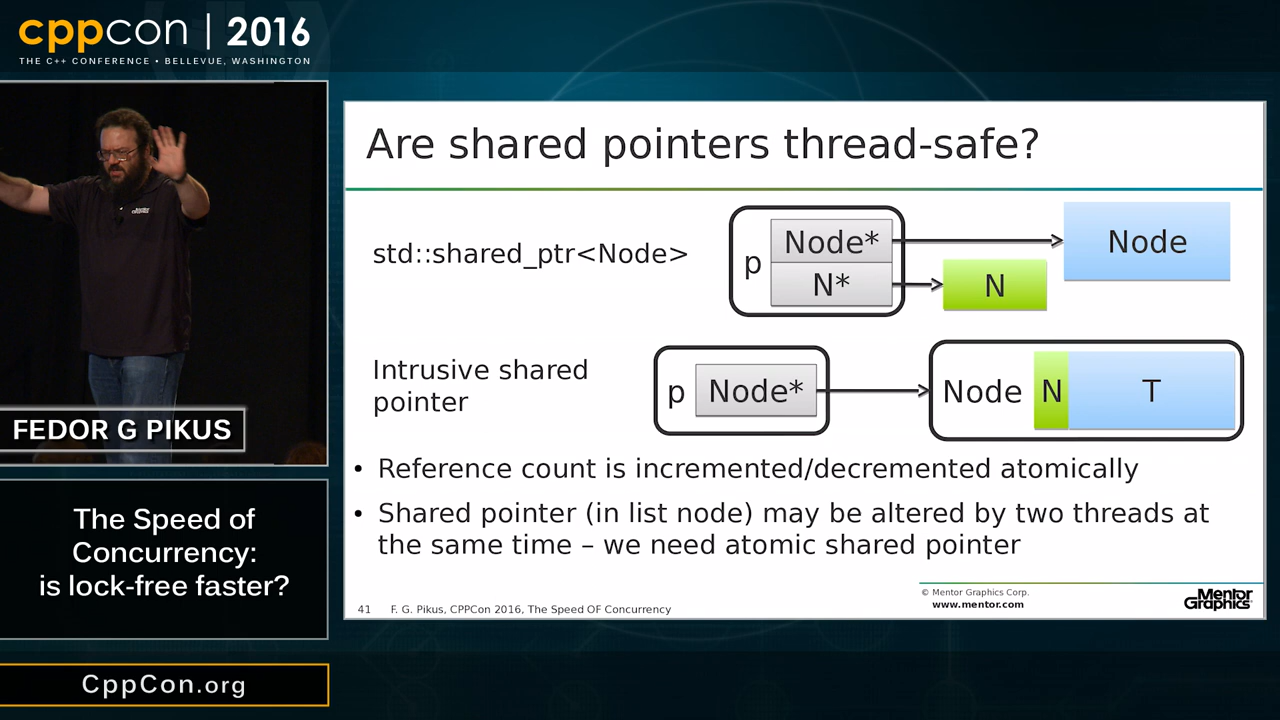 cppcon | 2016
THE C++ CONFERENCE • BELLEVUE, WASHINGTON
FEDOR G PIKUS
The Speed of
Concurrency:
is lock-free faster?
CppCon.org
Are shared pointers thread-safe?
std::shared_ptr<Node>
p
Node*
N*
Node
N
Intrusive shared
pointer
p
Node*
Node
N
T
• Reference count is incremented/decremented atomically
• Shared pointer (in list node) may be altered by two threads at
the same time – we need atomic shared pointer
41
F. G. Pikus, CPPCon 2016, The Speed OF Concurrency
© Mentor Graphics Corp.
www.mentor.com
Mentor
Graphics